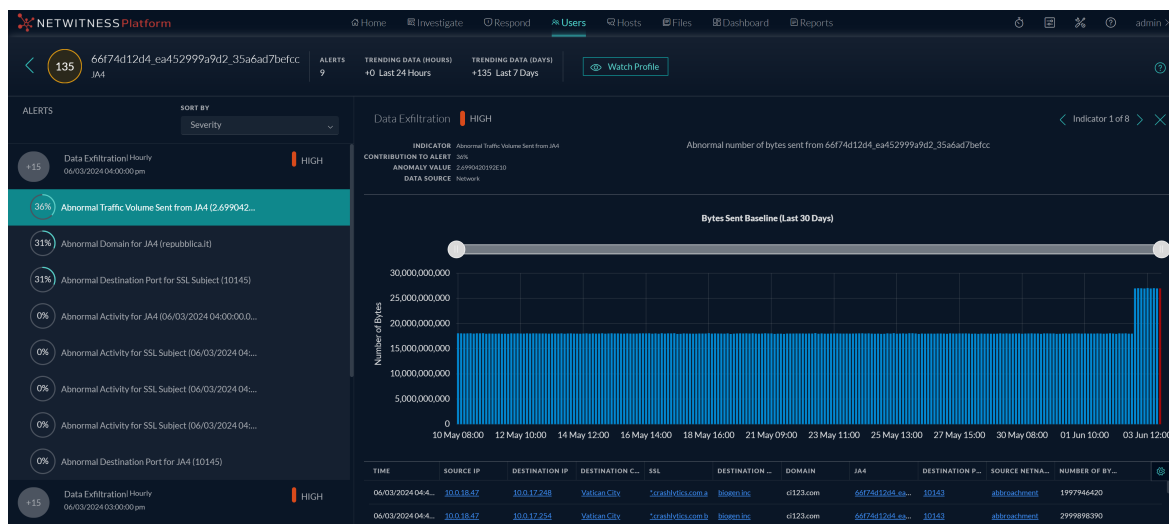 NETWITNESS Platform
Home Investigate Respond Users Hosts Files Dashboard Reports admin
135
66f74d12d4_ea452999a9d2_35a6ad7befcc
JA4
ALERTS
9
TRENDING DATA (HOURS)
+0 Last 24 Hours
TRENDING DATA (DAYS)
+135 Last 7 Days
Watch Profile
ALERTS
SORT BY
Severity
+15 Data Exfiltration| Hourly HIGH
06/03/2024 04:00:00 pm
36% Abnormal Traffic Volume Sent from JA4 (2.699042...
31% Abnormal Domain for JA4 (repubblica.it)
31% Abnormal Destination Port for SSL Subject (10145)
0% Abnormal Activity for JA4 (06/03/2024 04:00:00.0...
0% Abnormal Activity for SSL Subject (06/03/2024 04:...
0% Abnormal Activity for SSL Subject (06/03/2024 04:...
0% Abnormal Activity for SSL Subject (06/03/2024 04:...
0% Abnormal Destination Port for JA4 (10145)
+15 Data Exfiltration| Hourly HIGH
06/03/2024 03:00:00 pm
Data Exfiltration HIGH
Indicator 1 of 8
INDICATOR Abnormal Traffic Volume Sent from JA4
CONTRIBUTION TO ALERT 36%
ANOMALY VALUE 2.6990420192E10
DATA SOURCE Network
Abnormal number of bytes sent from 66f74d12d4_ea452999a9d2_35a6ad7befcc
Bytes Sent Baseline (Last 30 Days)
Number of Bytes
30,000,000,000
25,000,000,000
20,000,000,000
15,000,000,000
10,000,000,000
5,000,000,000
0
10 May 08:00 12 May 10:00 14 May 12:00 16 May 14:00 18 May 16:00 21 May 09:00 23 May 11:00 25 May 13:00 27 May 15:00 30 May 08:00 01 Jun 10:00 03 Jun 12:00
TIME SOURCE IP DESTINATION IP DESTINATION C... SSL DESTINATION ... DOMAIN JA4 DESTINATION P... SOURCE NETNA... NUMBER OF BY...
06/03/2024 04:4... 10.0.18.47 10.0.17.248 Vatican City *.crashlytics.com a biogen inc ci123.com 66f74d12d4_ea... 10143 abbroachment 1997946420
06/03/2024 04:4... 10.0.18.47 10.0.17.254 Vatican City *.crashlytics.com b biogen inc ci123.com 66f74d12d4_ea... 10143 abbroachment 2999898390